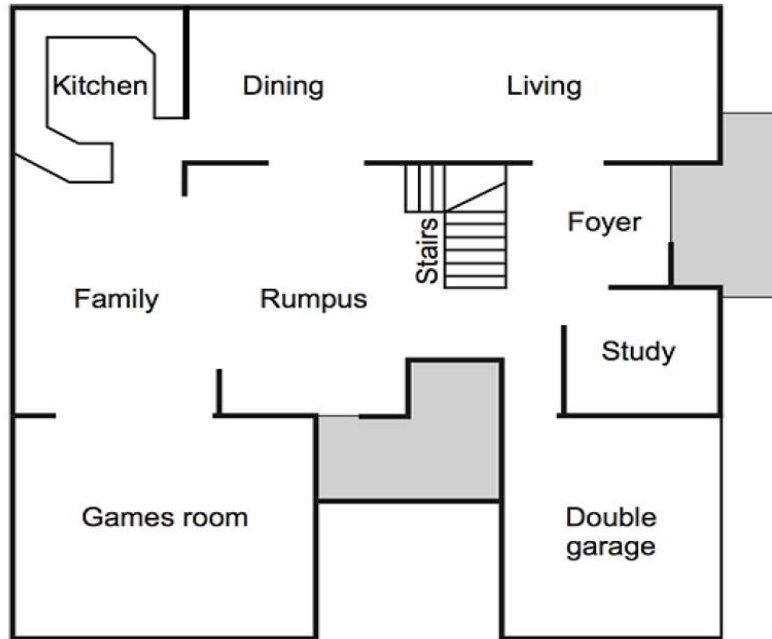 Kitchen
Dining
Living
Foyer
Stairs
Family
Rumpus
Study
Games room
Double
garage